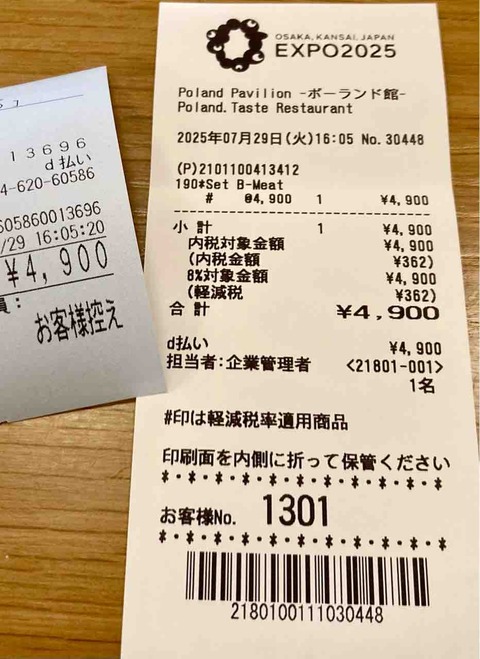 13696
d払い
4-620-60586
605860013696
/29 16:05:20
¥4,900
員:
お客様控え
OSAKA, KANSAI, JAPAN
EXPO2025
Poland Pavilion -ポーランド館-
Poland.Taste Restaurant
2025年07月29日(火)16:05 No.30448
(P)2101100413412
190*Set B-Meat
# @4,900 1 ¥4,900
小 計 1 ¥4,900
内税対象金額 ¥4,900
(内税金額 ¥362)
8%対象金額 ¥4,900
(軽減税 ¥362)
合 計 ¥4,900
d払い ¥4,900
担当者:企業管理者 <21801-001>
1名
#印は軽減税率適用商品
印刷面を内側に折って保管ください
*・*・*・*・*・*・*・*・*・*・*・*
お客様No. 1301
*・*・*・*・*・*・*・*・*・*・*・*
2180100111030448